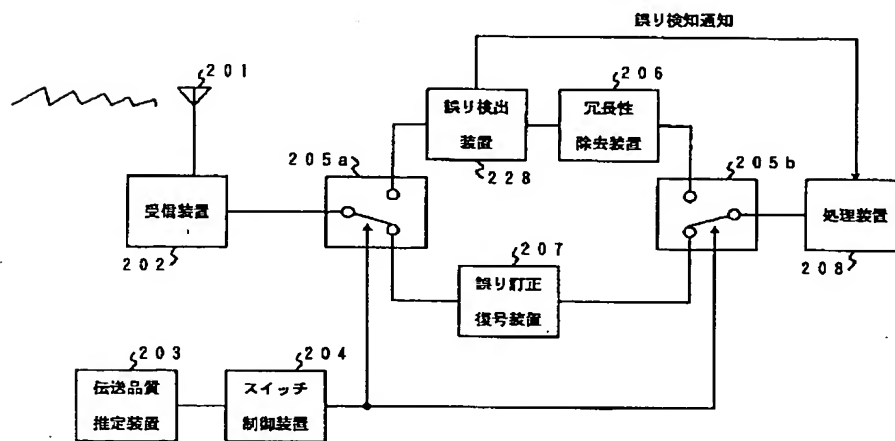 誤り検知通知
201
誤り検出
装置
228
206
冗長性
除去装置
205a
205b
受信装置
202
処理装置
208
207
誤り訂正
復号装置
203
伝送品質
推定装置
204
スイッチ
制御装置